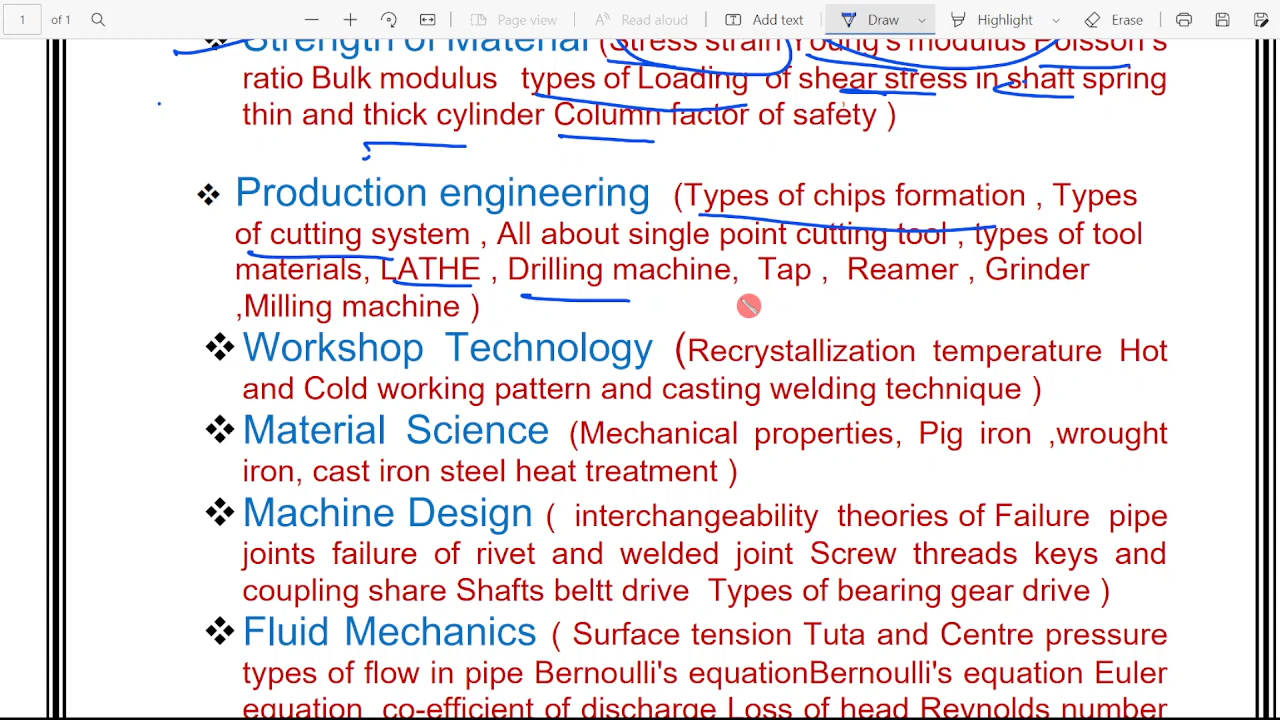 1 of 1 Page view Read aloud Add text Draw Highlight Erase
Strength of Material (Stress strain Young's modulus Poisson's
ratio Bulk modulus types of Loading of shear stress in shaft spring
thin and thick cylinder Column factor of safety )
Production engineering (Types of chips formation , Types
of cutting system , All about single point cutting tool , types of tool
materials, LATHE , Drilling machine, Tap , Reamer , Grinder
,Milling machine )
Workshop Technology (Recrystallization temperature Hot
and Cold working pattern and casting welding technique )
Material Science (Mechanical properties, Pig iron ,wrought
iron, cast iron steel heat treatment )
Machine Design ( interchangeability theories of Failure pipe
joints failure of rivet and welded joint Screw threads keys and
coupling share Shafts beltt drive Types of bearing gear drive )
Fluid Mechanics ( Surface tension Tuta and Centre pressure
types of flow in pipe Bernoulli's equationBernoulli's equation Euler
equation co-efficient of discharge Loss of head Reynolds number